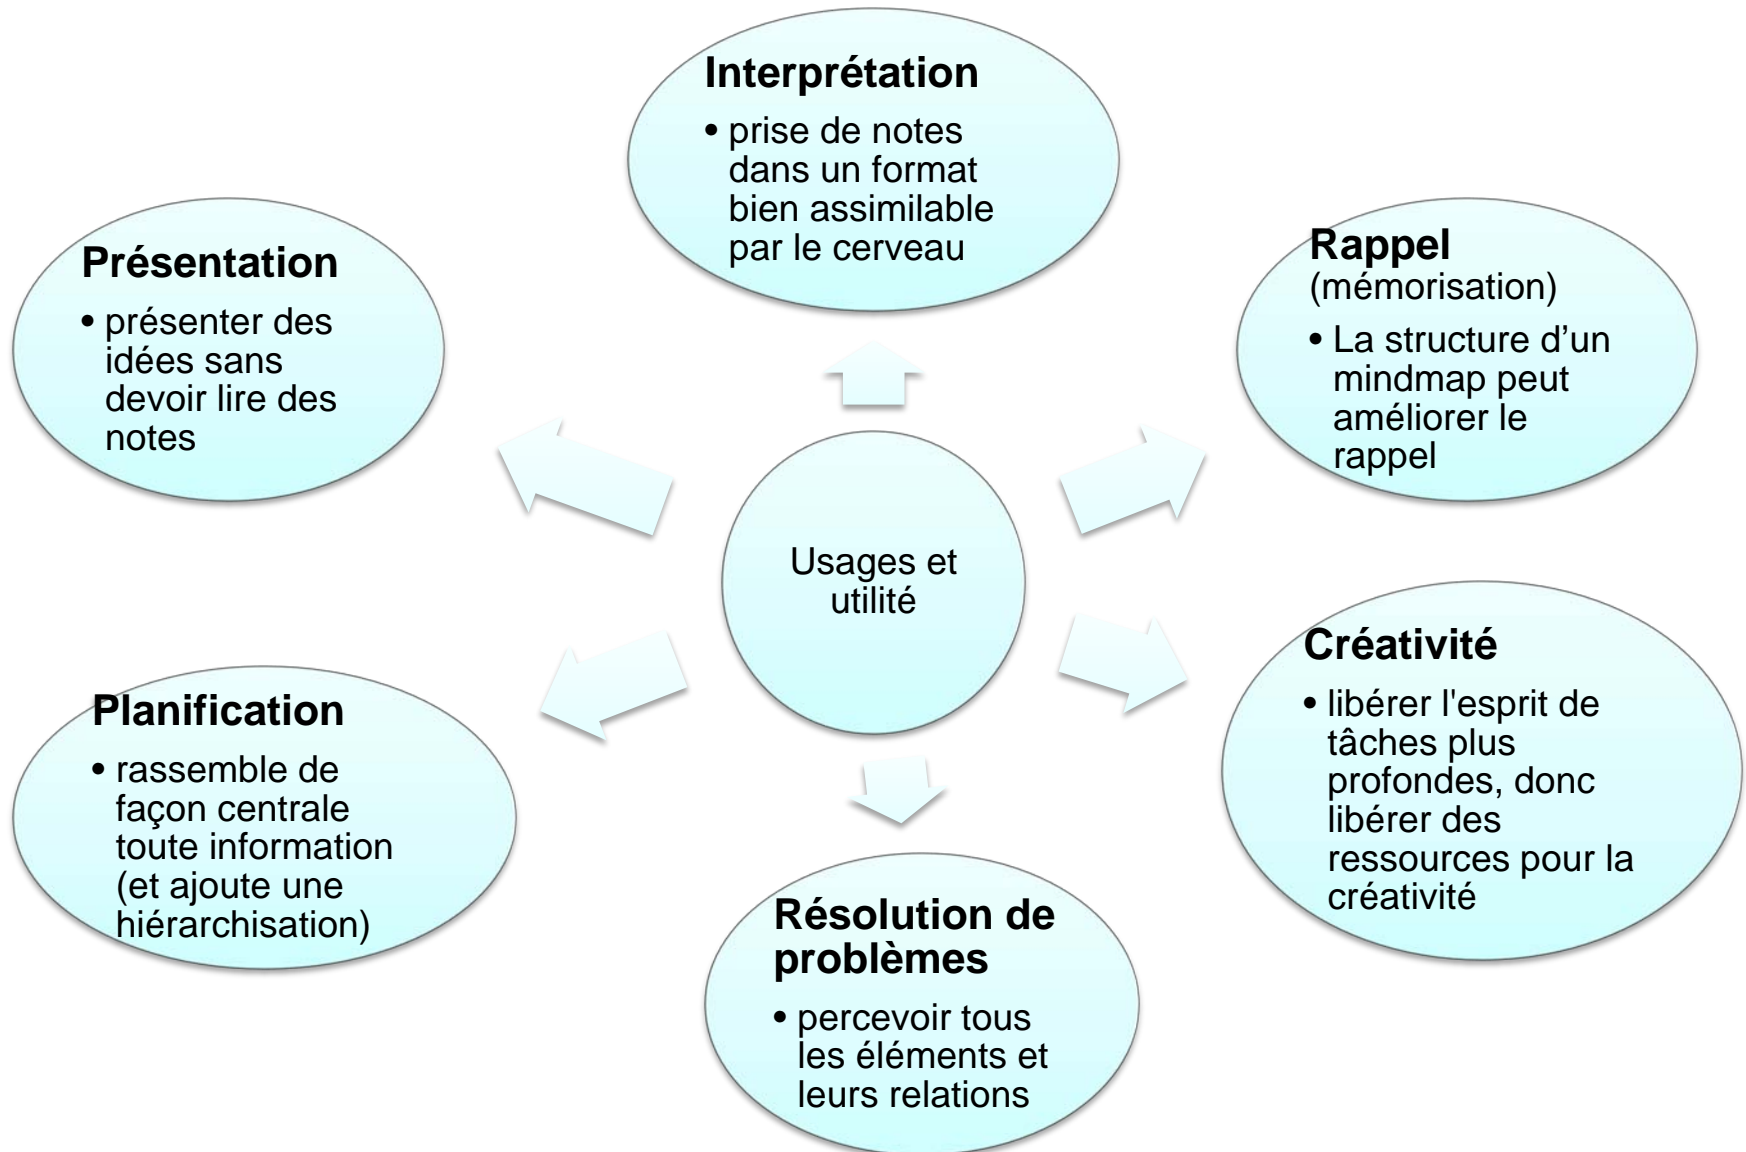 Interprétation
• prise de notes
dans un format
bien assimilable
par le cerveau
Présentation
• présenter des
idées sans
devoir lire des
notes
Rappel
(mémorisation)
• La structure d’un
mindmap peut
améliorer le
rappel
Usages et
utilité
Planification
• rassemble de
façon centrale
toute information
(et ajoute une
hiérarchisation)
Créativité
• libérer l'esprit de
tâches plus
profondes, donc
libérer des
ressources pour la
créativité
Résolution de
problèmes
• percevoir tous
les éléments et
leurs relations